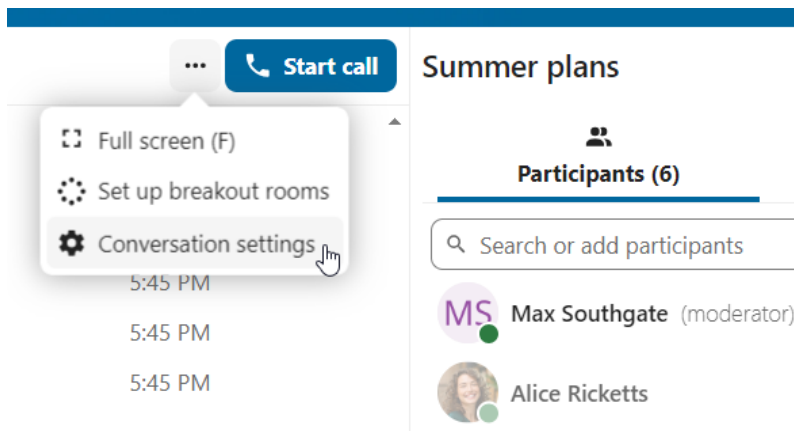 ... Start call
Full screen (F)
Set up breakout rooms
Conversation settings
5:45 PM
5:45 PM
5:45 PM
Summer plans
Participants (6)
Search or add participants
MS Max Southgate (moderator)
Alice Ricketts